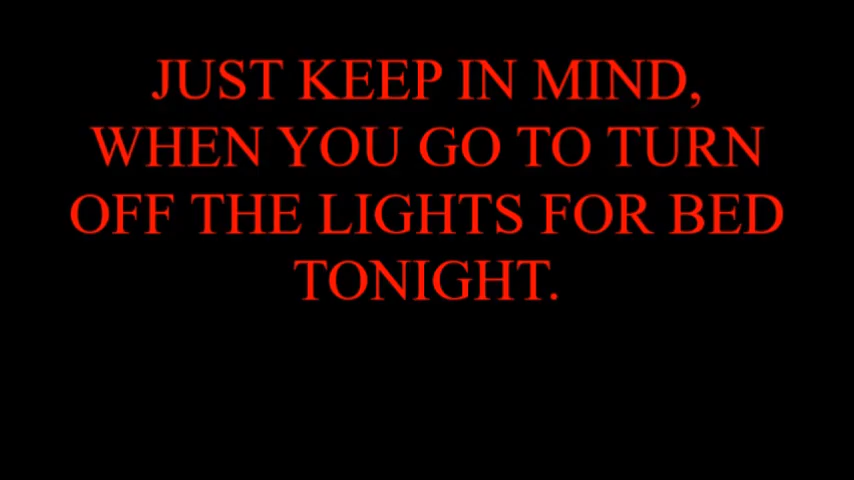 JUST KEEP IN MIND,
WHEN YOU GO TO TURN
OFF THE LIGHTS FOR BED
TONIGHT.